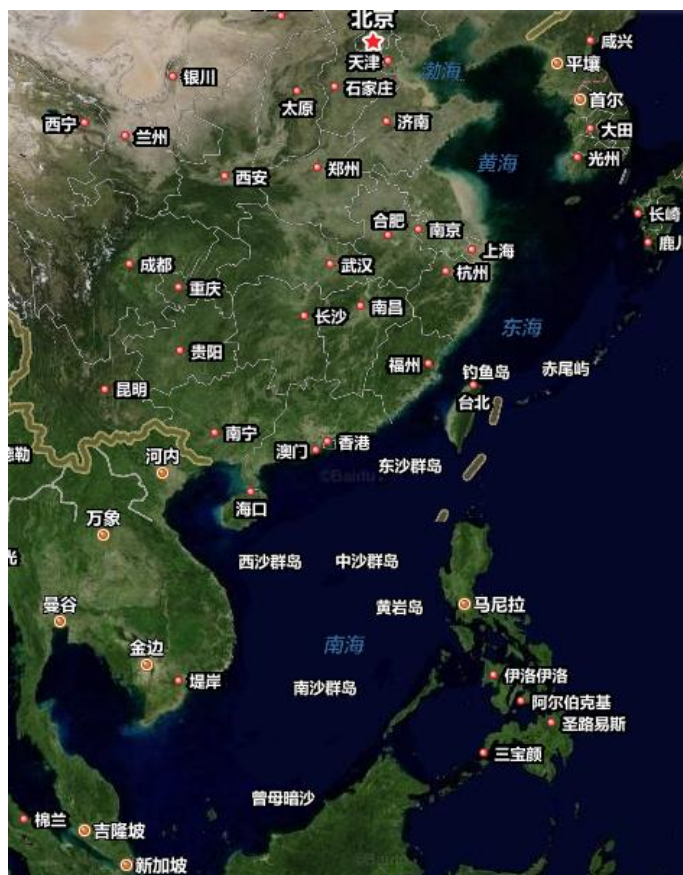 北京
咸兴
天津
渤海
平壤
银川
石家庄
太原
首尔
西宁
济南
大田
兰州
郑州
黄海
光州
西安
长崎
合肥
南京
上海
鹿儿
成都
武汉
杭州
重庆
南昌
长沙
东海
贵阳
福州
钓鱼岛
赤尾屿
昆明
台北
南宁
香港
澳门
德勒
河内
东沙群岛
©Baidu
海口
万象
西沙群岛
中沙群岛
光
曼谷
黄岩岛
马尼拉
金边
南海
堤岸
南沙群岛
伊洛伊洛
阿尔伯克基
圣路易斯
三宝颜
曾母暗沙
棉兰
吉隆坡
新加坡
©Baidu